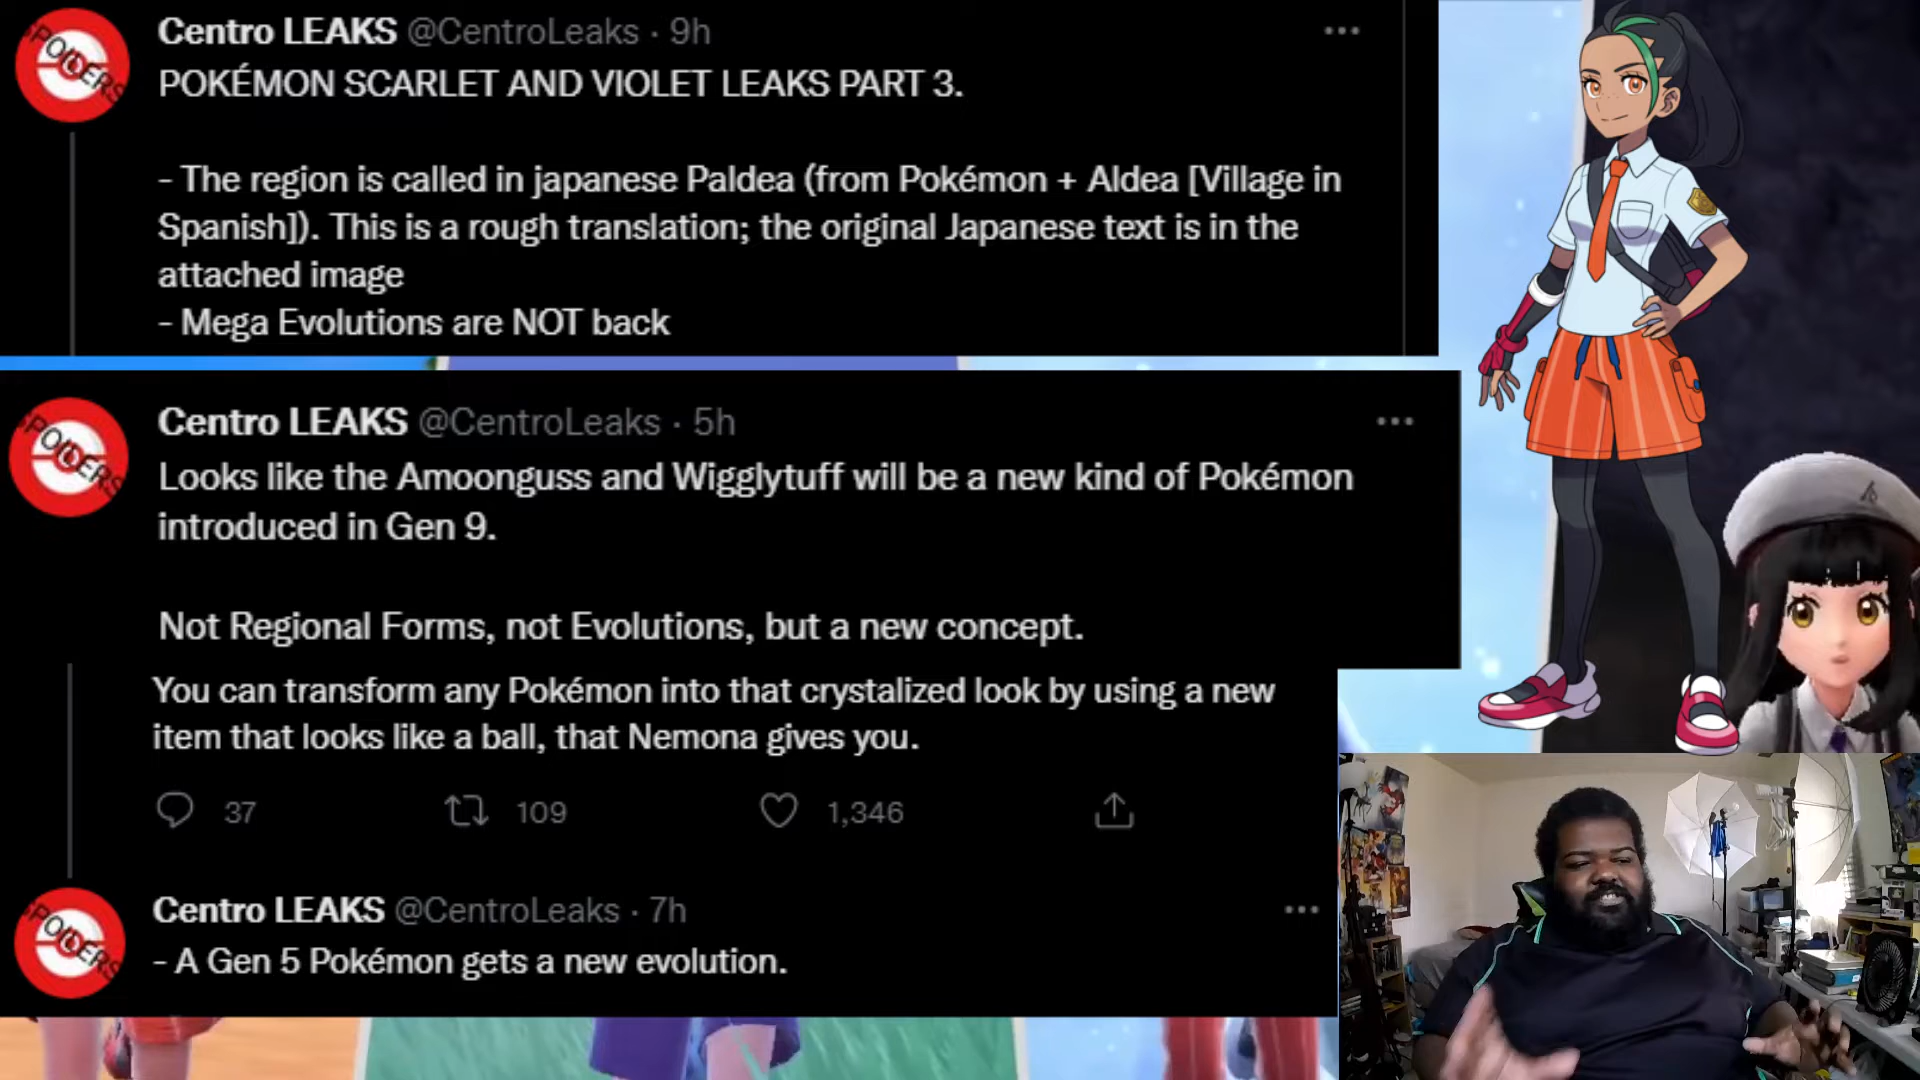 Centro LEAKS @CentroLeaks · 9h
POKÉMON SCARLET AND VIOLET LEAKS PART 3.
- The region is called in japanese Paldea (from Pokémon + Aldea [Village in
Spanish]). This is a rough translation; the original Japanese text is in the
attached image
- Mega Evolutions are NOT back
SPOILERS
Centro LEAKS @CentroLeaks · 5h
Looks like the Amoonguss and Wigglytuff will be a new kind of Pokémon
introduced in Gen 9.
Not Regional Forms, not Evolutions, but a new concept.
SPOILERS
You can transform any Pokémon into that crystalized look by using a new
item that looks like a ball, that Nemona gives you.
37 109 1,346
Centro LEAKS @CentroLeaks · 7h
- A Gen 5 Pokémon gets a new evolution.
SPOILERS